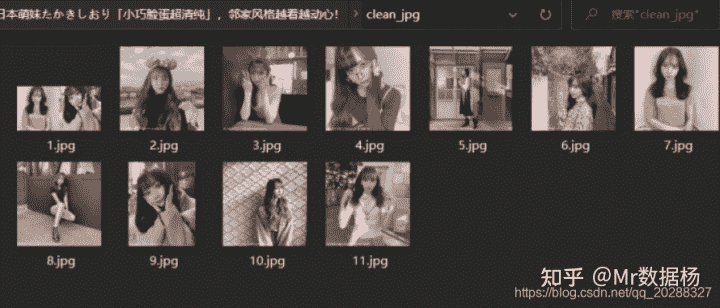 日本萌妹たかきしおり「小巧脸蛋超清纯」，邻家风格越看越动心！ › clean_jpg 搜索"clean_jpg"
1.jpg 2.jpg 3.jpg 4.jpg 5.jpg 6.jpg 7.jpg
8.jpg 9.jpg 10.jpg 11.jpg
知乎 @Mr数据杨
https://blog.csdn.net/qq_20288327